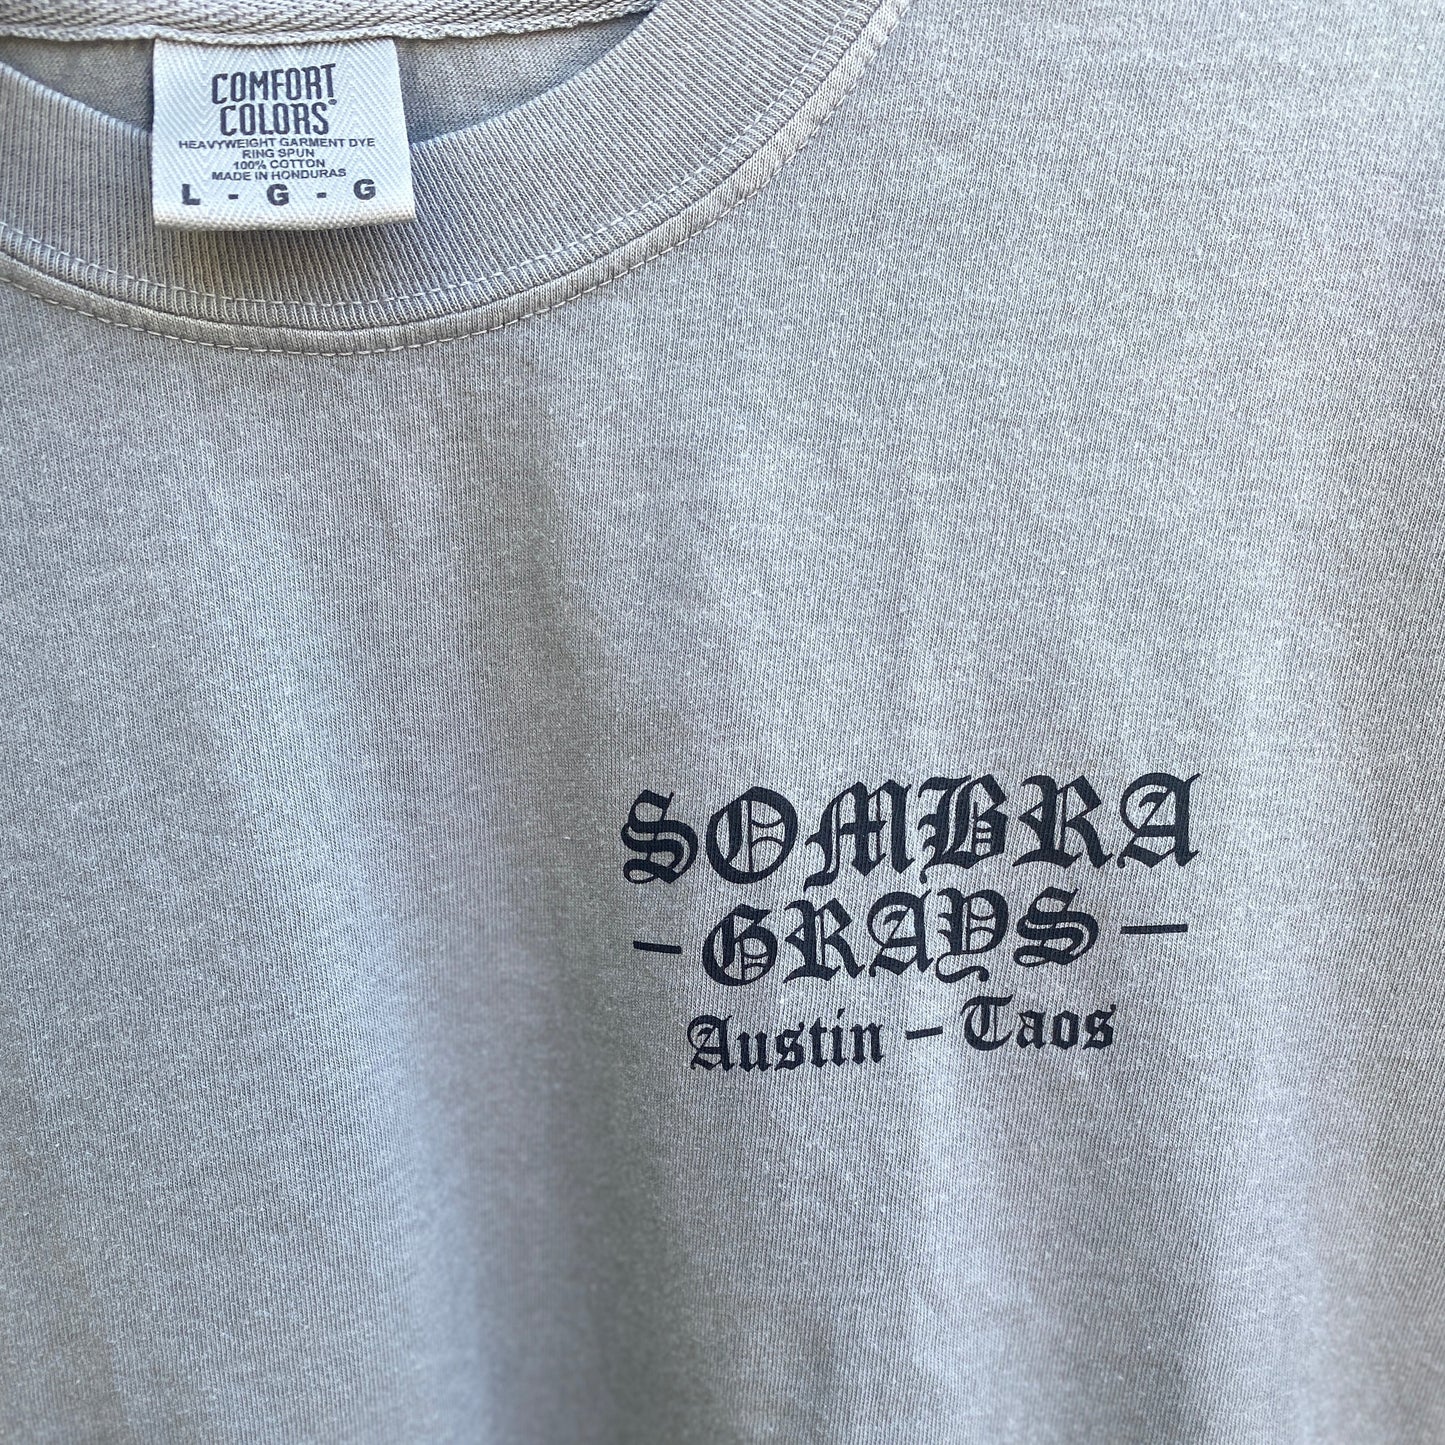 COMFORT
COLORS®
HEAVYWEIGHT GARMENT DYE
RING SPUN
100% COTTON
MADE IN HONDURAS
L - G - G
SOMBRA
- GRAYS -
Austin - Taos